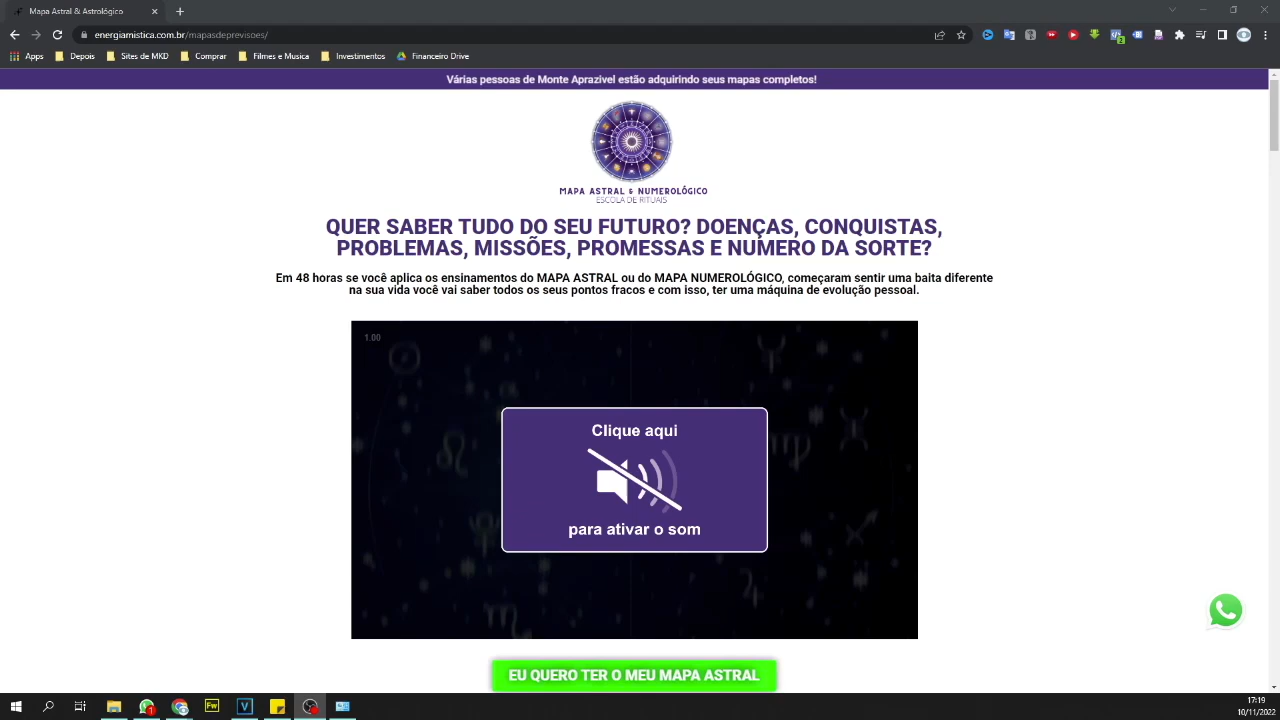 Mapa Astral & Astrológico
energiamistica.com.br/mapasdeprevisoes/
Apps Depois Sites de MKD Comprar Filmes e Musica Investimentos Financeiro Drive
Várias pessoas de Monte Aprazivel estão adquirindo seus mapas completos!
MAPA ASTRAL & NUMEROLÓGICO
ESCOLA DE RITUAIS
QUER SABER TUDO DO SEU FUTURO? DOENÇAS, CONQUISTAS,
PROBLEMAS, MISSÕES, PROMESSAS E NUMERO DA SORTE?
Em 48 horas se você aplica os ensinamentos do MAPA ASTRAL ou do MAPA NUMEROLÓGICO, começaram sentir uma baita diferente
na sua vida você vai saber todos os seus pontos fracos e com isso, ter uma máquina de evolução pessoal.
1.00
Clique aqui
para ativar o som
EU QUERO TER O MEU MAPA ASTRAL
Fw V
17:19
10/11/2022